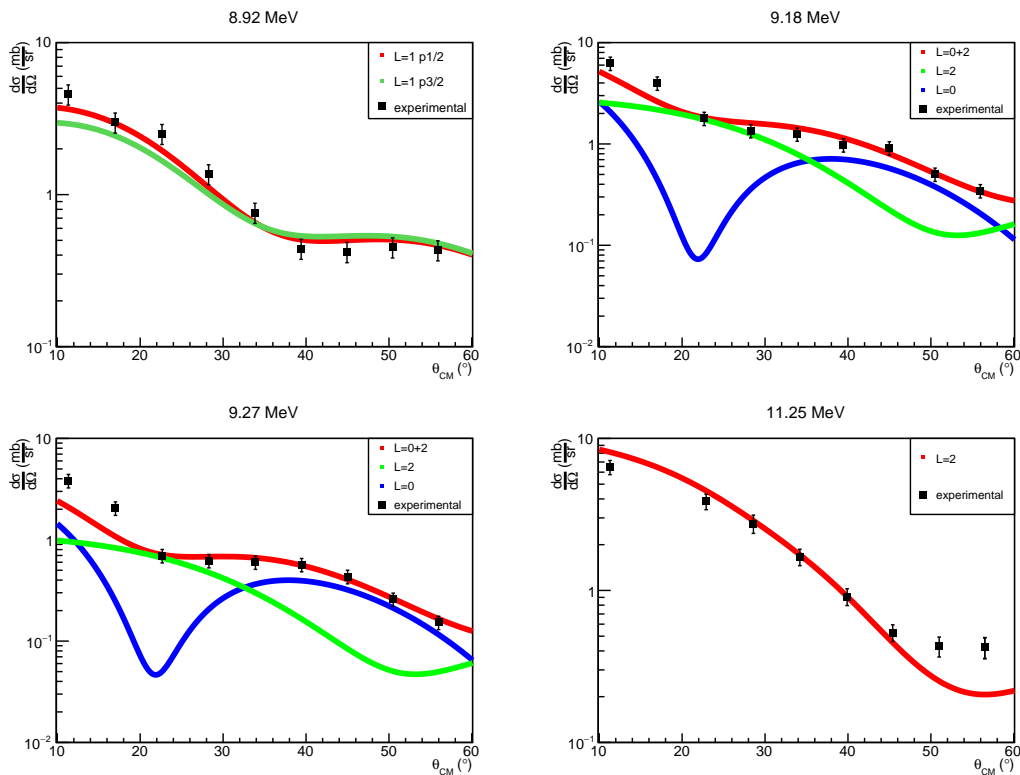 8.92 MeV
dσ/dΩ (mb/sr)
10
1
10⁻¹
10 20 30 40 50 60
θCM (°)
L=1 p1/2
L=1 p3/2
experimental
9.18 MeV
dσ/dΩ (mb/sr)
10
1
10⁻¹
10⁻²
10 20 30 40 50 60
θCM (°)
L=0+2
L=2
L=0
experimental
9.27 MeV
dσ/dΩ (mb/sr)
10
1
10⁻¹
10⁻²
10 20 30 40 50 60
θCM (°)
L=0+2
L=2
L=0
experimental
11.25 MeV
dσ/dΩ (mb/sr)
10
1
10⁻¹
10 20 30 40 50 60
θCM (°)
L=2
experimental